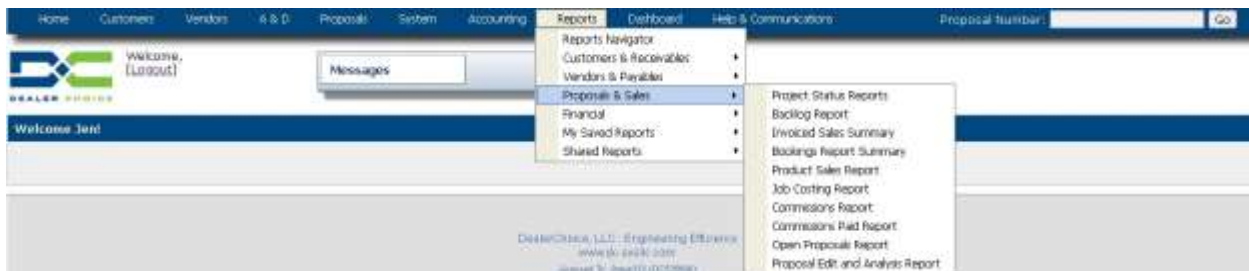 Home Customers Vendors A & D Proposals System Accounting Reports Dashboard Help & Communications Proposal Number: Go
Reports Navigator
Welcome,
[Logout]
Messages
Customers & Receivables
Vendors & Payables
DEALER CHOICE
Proposals & Sales
Project Status Reports
Financial
Backlog Report
Welcome Jen!
My Saved Reports
Invoiced Sales Summary
Shared Reports
Bookings Report Summary
Product Sales Report
Job Costing Report
Commissions Report
Commissions Paid Report
DealerChoice, LLC : Engineering Efficiency
Open Proposals Report
Proposal Edit and Analysis Report